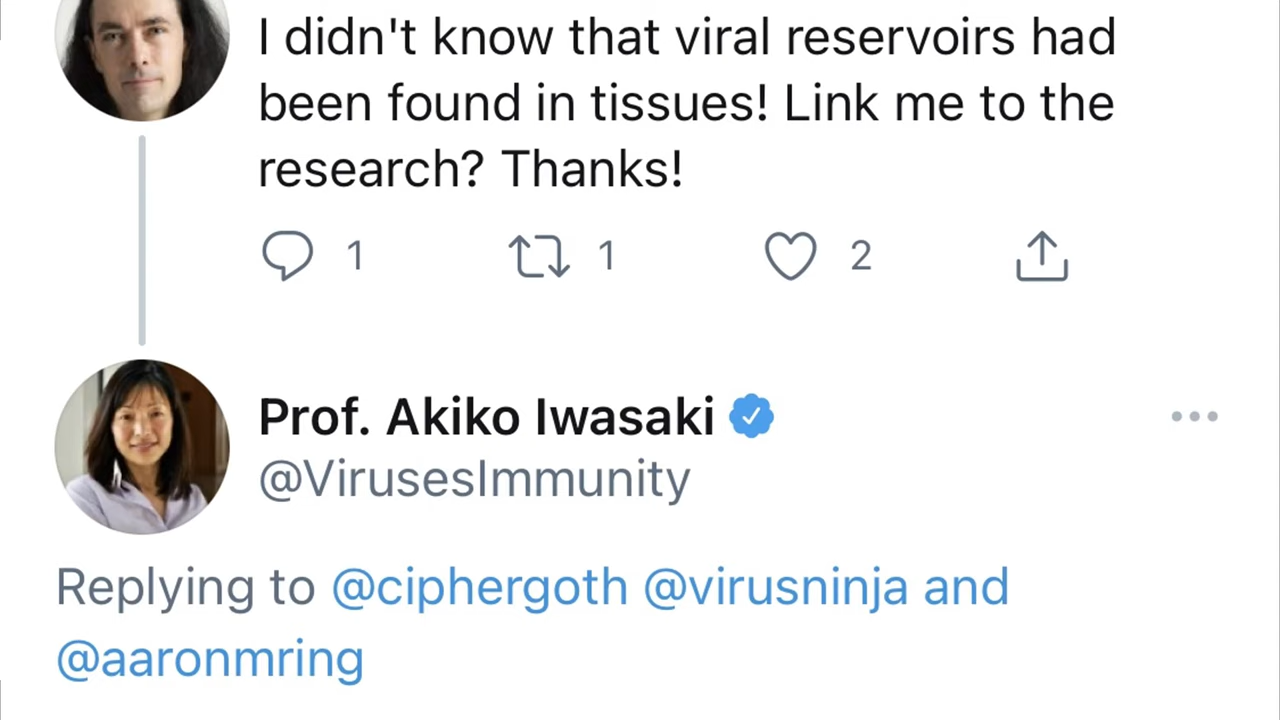 I didn't know that viral reservoirs had
been found in tissues! Link me to the
research? Thanks!
1 1 2
Prof. Akiko Iwasaki
@VirusesImmunity
Replying to @ciphergoth @virusninja and
@aaronmring